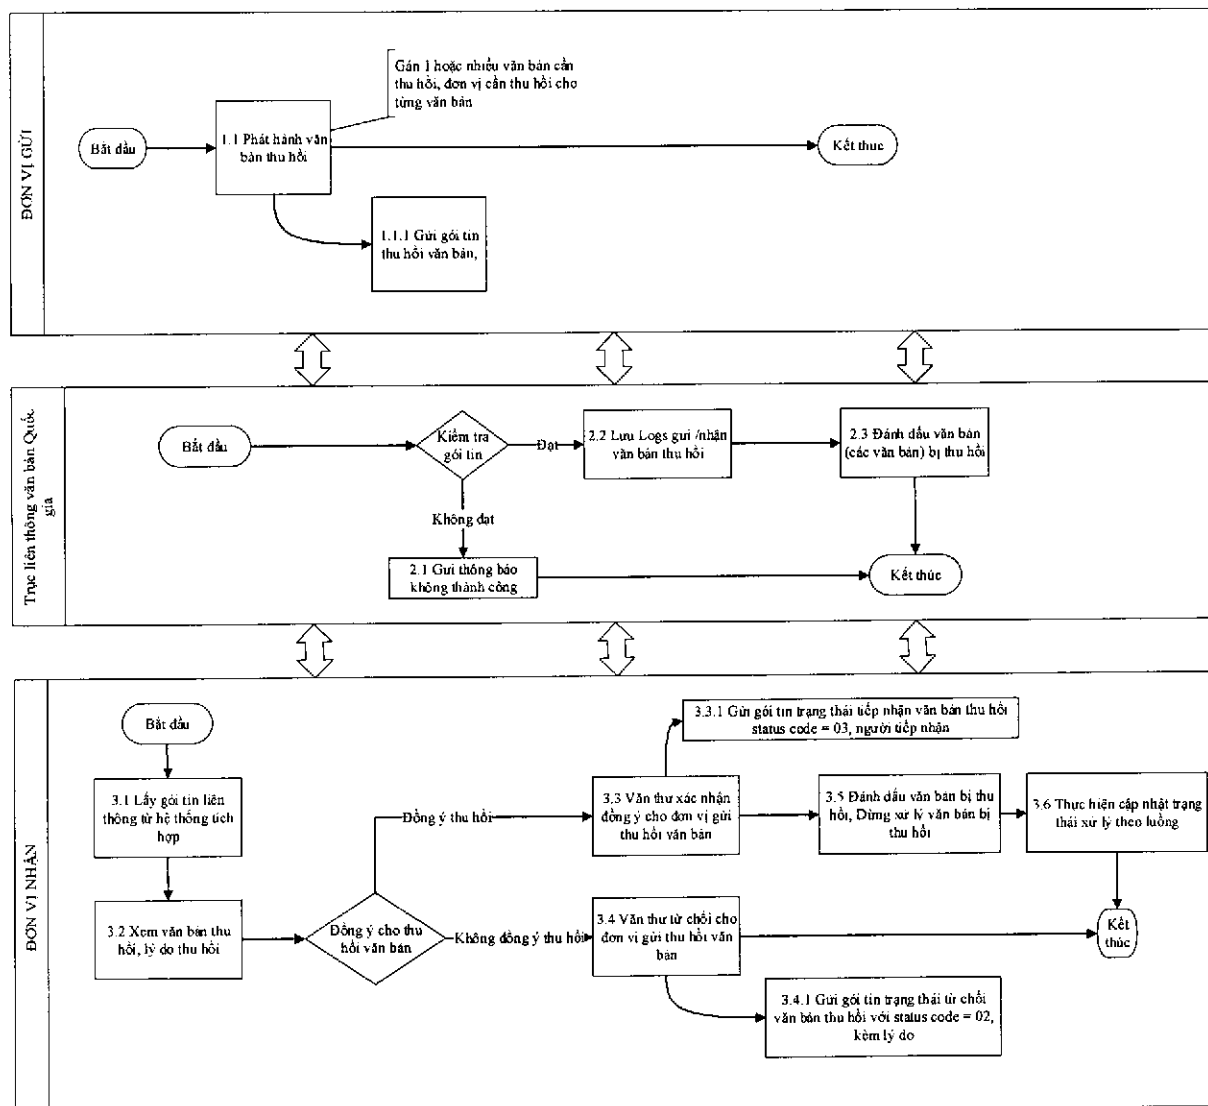 ĐƠN VỊ GỬI
Gán 1 hoặc nhiều văn bản cần
thu hồi, đơn vị cần thu hồi cho
từng văn bản
Bắt đầu
1.1 Phát hành văn
bản thu hồi
Kết thúc
1.1.1 Gửi gói tin
thu hồi văn bản,
Trục liên thông văn bản Quốc
gia
Bắt đầu
Kiểm tra
gói tin
Đạt
2.2 Lưu Logs gửi /nhận
văn bản thu hồi
2.3 Đánh dấu văn bản
(các văn bản) bị thu hồi
Không đạt
2.1 Gửi thông báo
không thành công
Kết thúc
ĐƠN VỊ NHẬN
Bắt đầu
3.1 Lấy gói tin liên
thông từ hệ thống tích
hợp
3.2 Xem văn bản thu
hồi, lý do thu hồi
Đồng ý cho thu
hồi văn bản
Đồng ý thu hồi
3.3 Văn thư xác nhận
đồng ý cho đơn vị gửi
thu hồi văn bản
3.3.1 Gửi gói tin trạng thái tiếp nhận văn bản thu hồi
status code = 03, người tiếp nhận
3.5 Đánh dấu văn bản bị thu
hồi, Dừng xử lý văn bản bị
thu hồi
3.6 Thực hiện cập nhật trạng
thái xử lý theo luồng
Không đồng ý thu hồi
3.4 Văn thư từ chối cho
đơn vị gửi thu hồi văn
bản
Kết
thúc
3.4.1 Gửi gói tin trạng thái từ chối
văn bản thu hồi với status code = 02,
kèm lý do